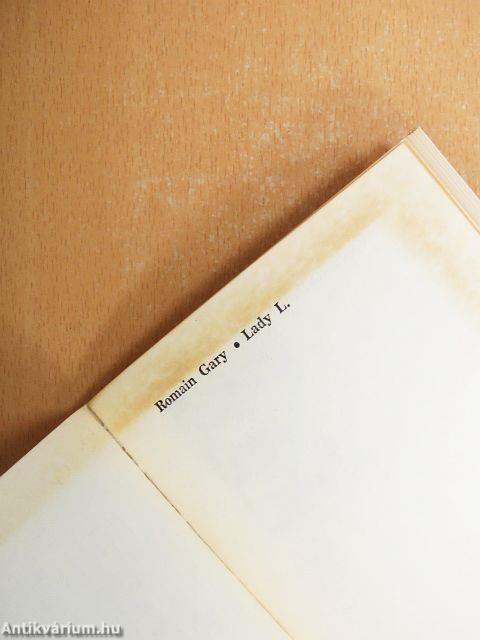 Romain Gary • Lady L.
Antikvárium.hu